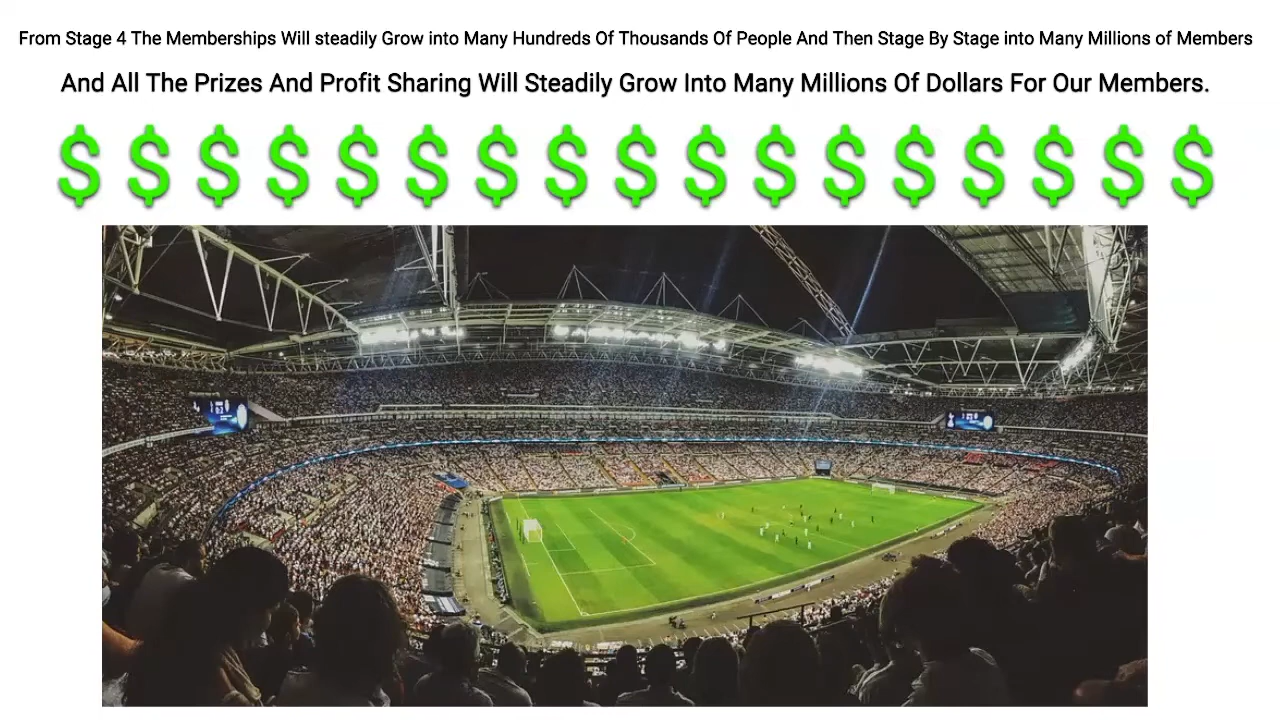 From Stage 4 The Memberships Will steadily Grow into Many Hundreds Of Thousands Of People And Then Stage By Stage into Many Millions of Members
And All The Prizes And Profit Sharing Will Steadily Grow Into Many Millions Of Dollars For Our Members.
$ $ $ $ $ $ $ $ $ $ $ $ $ $ $ $ $